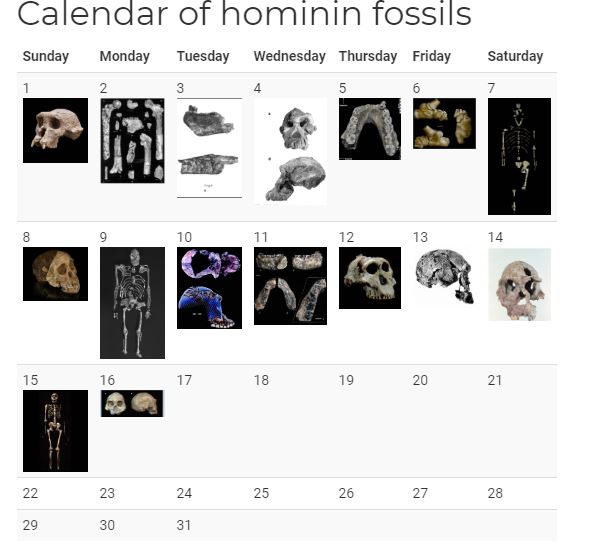 Calendar of hominin fossils
Sunday Monday Tuesday Wednesday Thursday Friday Saturday
1 2 3 4 5 6 7
8 9 10 11 12 13 14
15 16 17 18 19 20 21
22 23 24 25 26 27 28
29 30 31